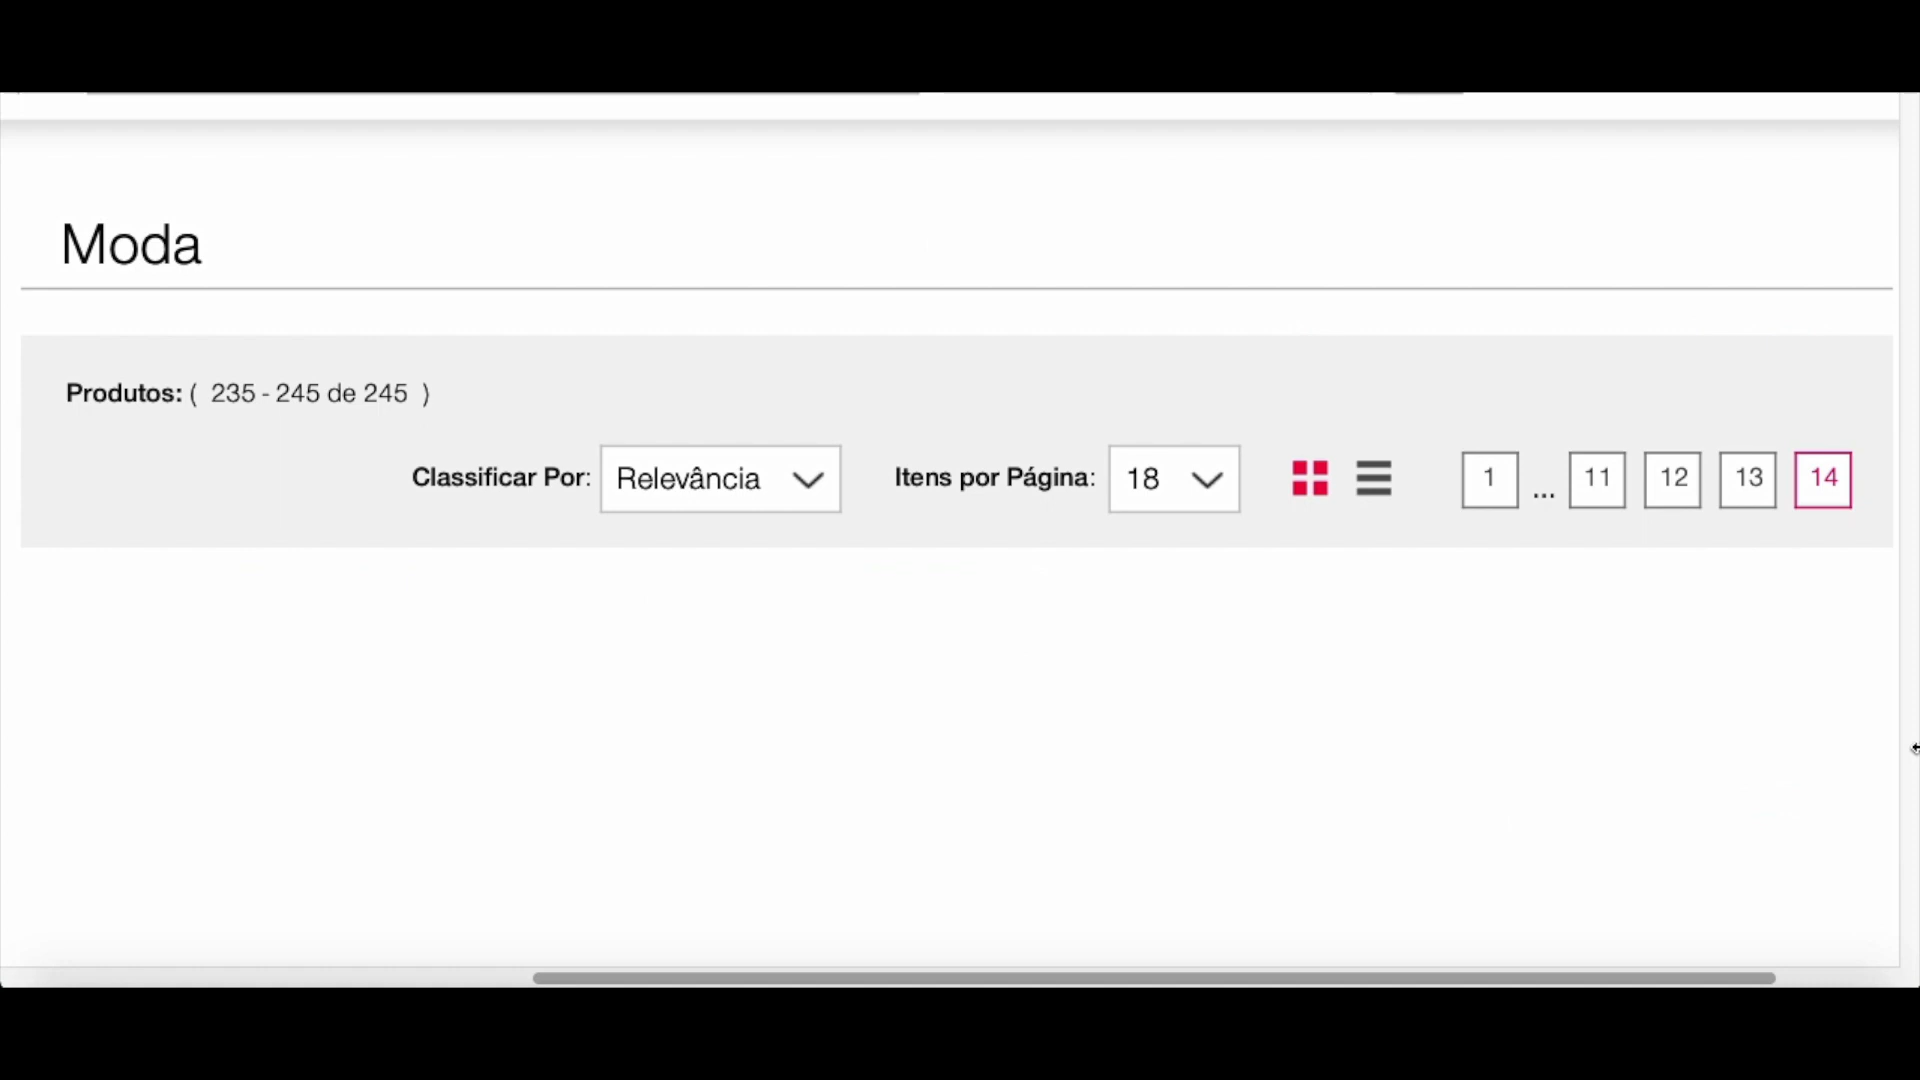 Moda
Produtos: ( 235 - 245 de 245 )
Classificar Por: Relevância Itens por Página: 18 1 ... 11 12 13 14